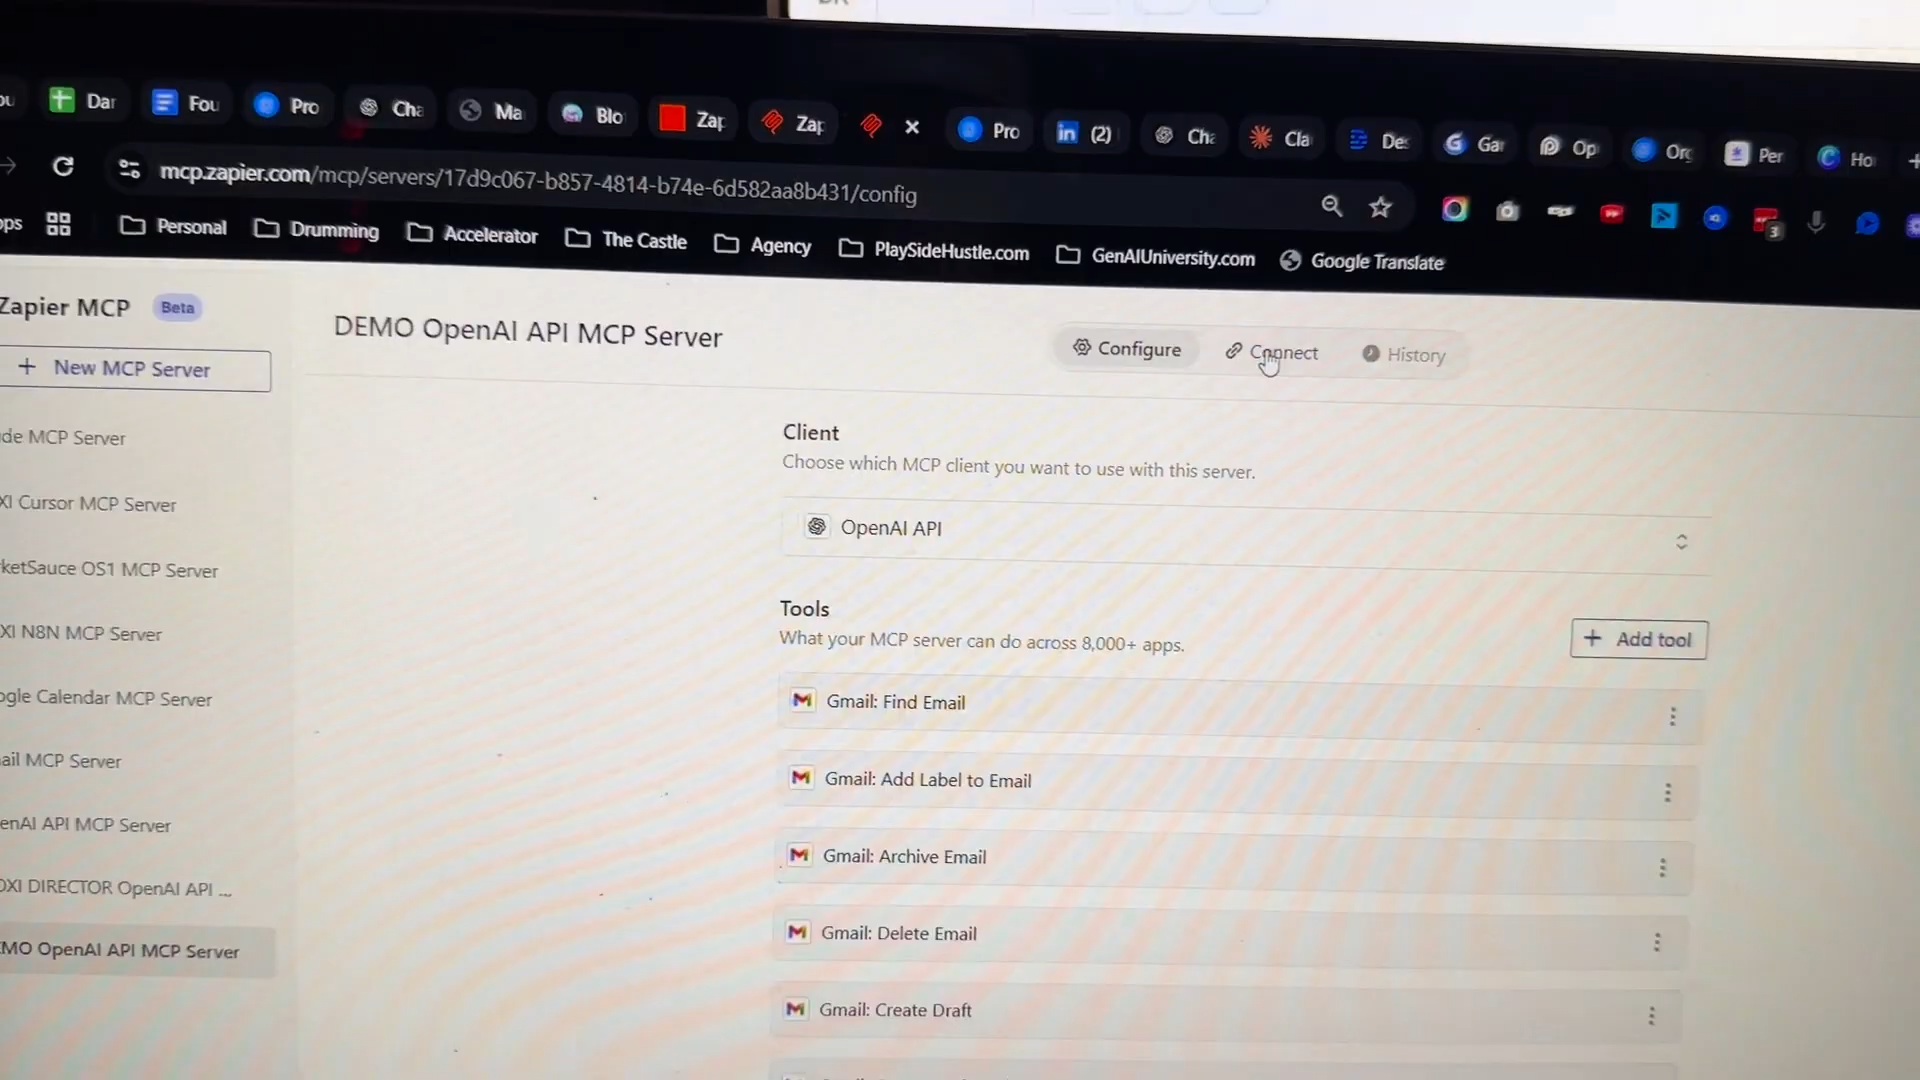 Dar Fou Pro Cha Ma Blo Zap Zap Pro (2) Cha Cla Des Gar Op Org Per Ho
mcp.zapier.com/mcp/servers/17d9c067-b857-4814-b74e-6d582aa8b431/config
Personal Drumming Accelerator The Castle Agency PlaySideHustle.com GenAIUniversity.com Google Translate
3
Zapier MCP Beta
DEMO OpenAI API MCP Server
Configure Connect History
+ New MCP Server
de MCP Server
XI Cursor MCP Server
ketSauce OS1 MCP Server
XI N8N MCP Server
ogle Calendar MCP Server
ail MCP Server
enAI API MCP Server
OXI DIRECTOR OpenAI API ...
MO OpenAI API MCP Server
Client
Choose which MCP client you want to use with this server.
OpenAI API
Tools
What your MCP server can do across 8,000+ apps.
+ Add tool
Gmail: Find Email
Gmail: Add Label to Email
Gmail: Archive Email
Gmail: Delete Email
Gmail: Create Draft